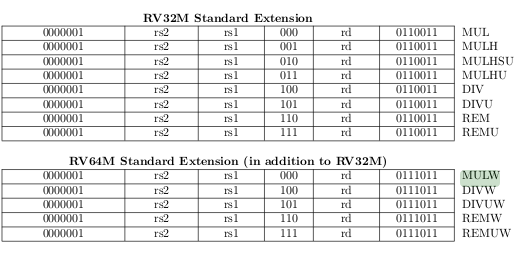 RV32M Standard Extension
0000001 rs2 rs1 000 rd 0110011 MUL
0000001 rs2 rs1 001 rd 0110011 MULH
0000001 rs2 rs1 010 rd 0110011 MULHSU
0000001 rs2 rs1 011 rd 0110011 MULHU
0000001 rs2 rs1 100 rd 0110011 DIV
0000001 rs2 rs1 101 rd 0110011 DIVU
0000001 rs2 rs1 110 rd 0110011 REM
0000001 rs2 rs1 111 rd 0110011 REMU
RV64M Standard Extension (in addition to RV32M)
0000001 rs2 rs1 000 rd 0111011 MULW
0000001 rs2 rs1 100 rd 0111011 DIVW
0000001 rs2 rs1 101 rd 0111011 DIVUW
0000001 rs2 rs1 110 rd 0111011 REMW
0000001 rs2 rs1 111 rd 0111011 REMUW